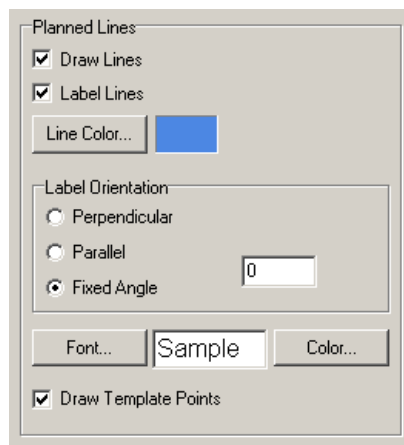 Planned Lines
Draw Lines
Label Lines
Line Color...
Label Orientation
Perpendicular
Parallel
0
Fixed Angle
Font... Sample Color...
Draw Template Points